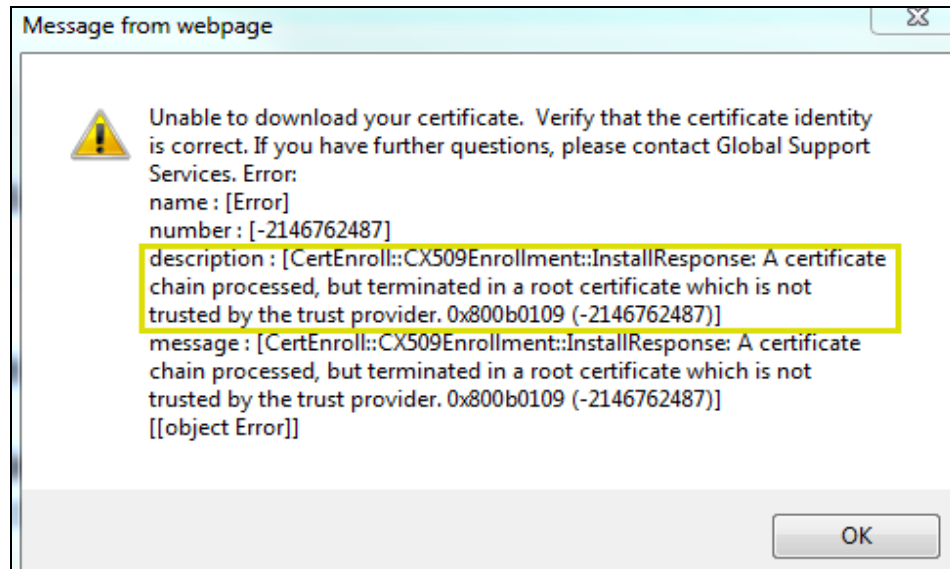 Message from webpage
Unable to download your certificate.  Verify that the certificate identity
is correct. If you have further questions, please contact Global Support
Services. Error:
name : [Error]
number : [-2146762487]
description : [CertEnroll::CX509Enrollment::InstallResponse: A certificate
chain processed, but terminated in a root certificate which is not
trusted by the trust provider. 0x800b0109 (-2146762487)]
message : [CertEnroll::CX509Enrollment::InstallResponse: A certificate
chain processed, but terminated in a root certificate which is not
trusted by the trust provider. 0x800b0109 (-2146762487)]
[[object Error]]
OK